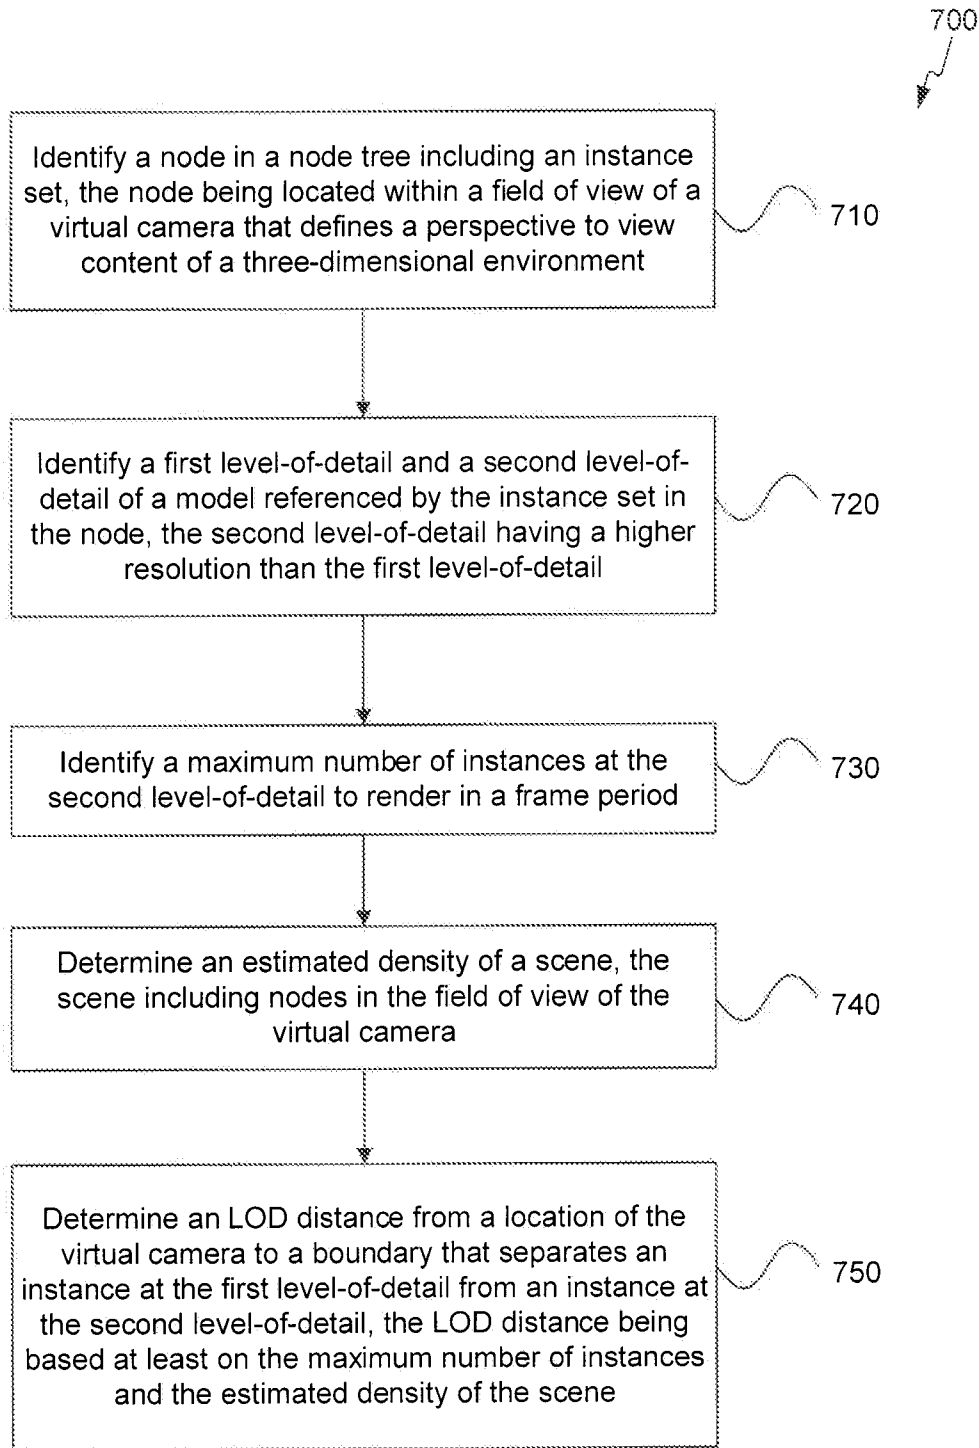 700
Identify a node in a node tree including an instance
set, the node being located within a field of view of a
virtual camera that defines a perspective to view
content of a three-dimensional environment
710
Identify a first level-of-detail and a second level-of-
detail of a model referenced by the instance set in
the node, the second level-of-detail having a higher
resolution than the first level-of-detail
720
Identify a maximum number of instances at the
second level-of-detail to render in a frame period
730
Determine an estimated density of a scene, the
scene including nodes in the field of view of the
virtual camera
740
Determine an LOD distance from a location of the
virtual camera to a boundary that separates an
instance at the first level-of-detail from an instance at
the second level-of-detail, the LOD distance being
based at least on the maximum number of instances
and the estimated density of the scene
750